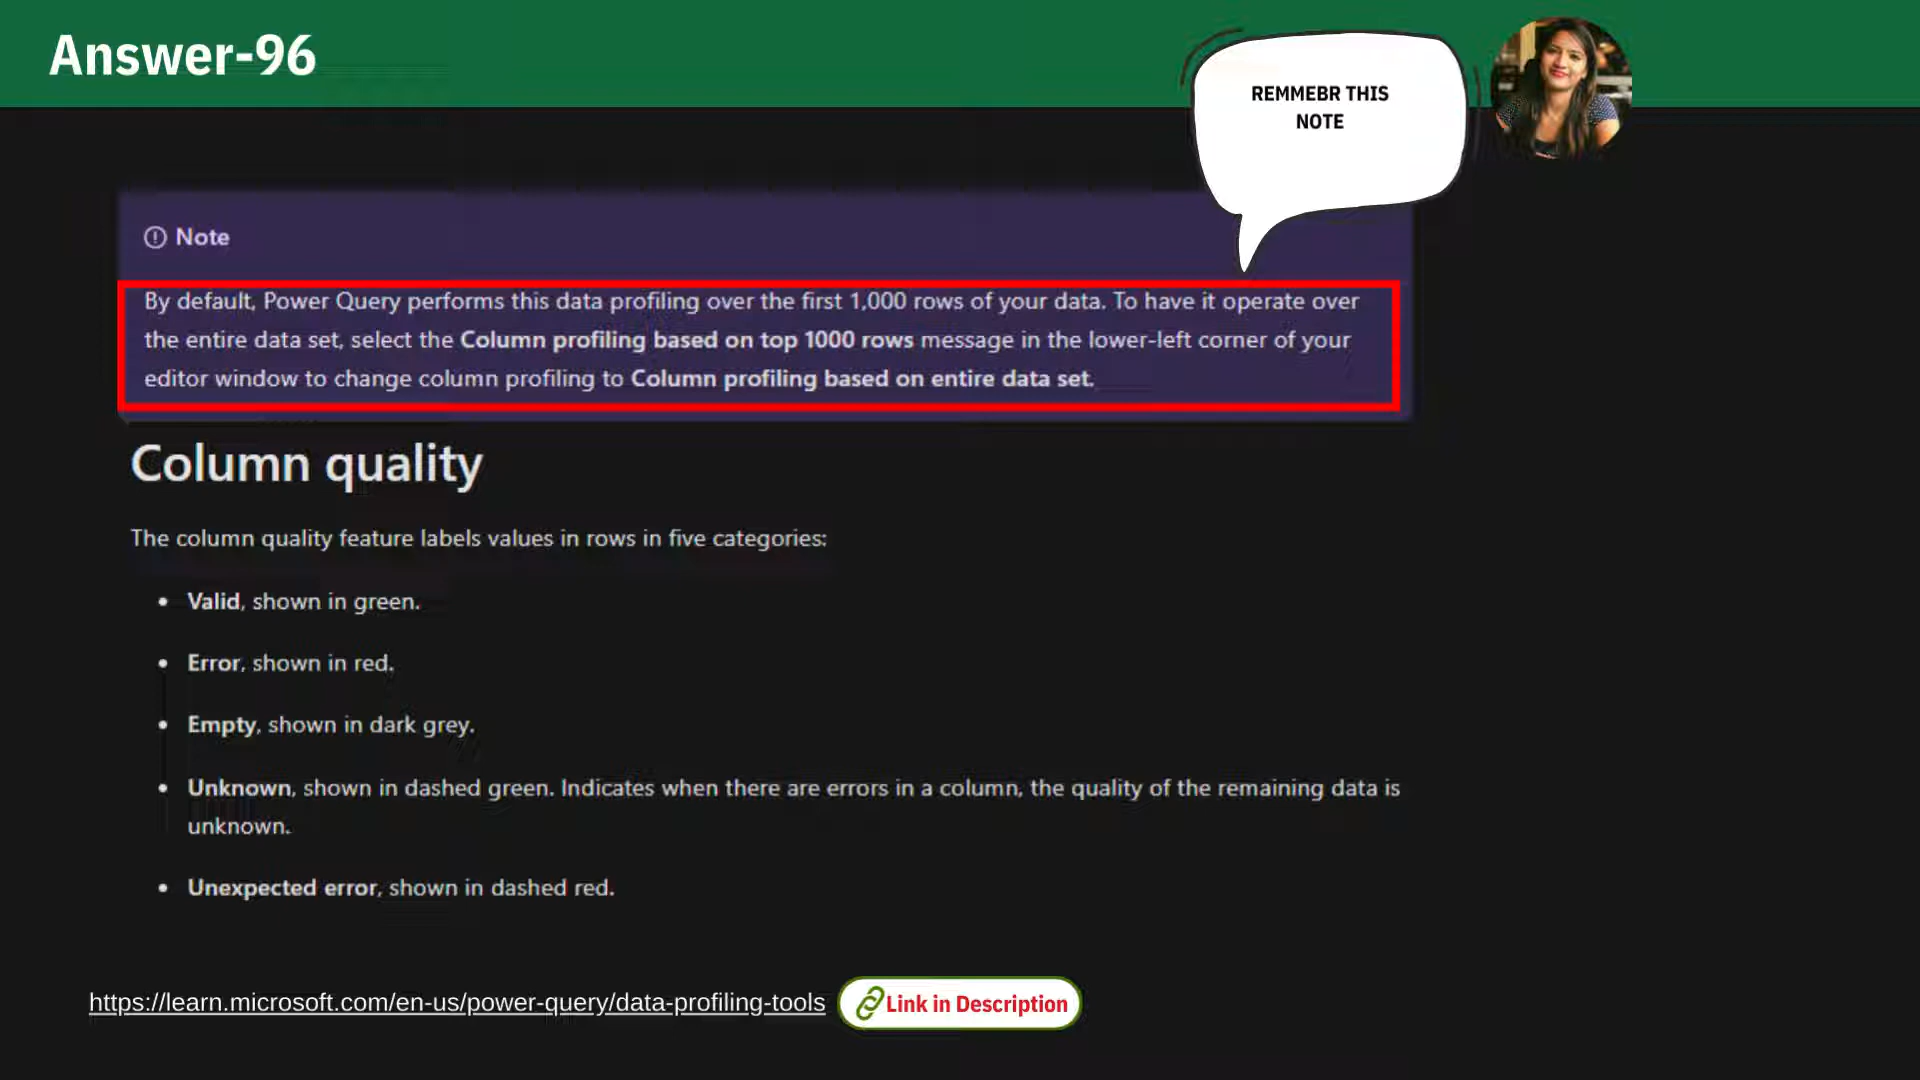 Answer-96
REMMEBR THIS
NOTE
Note
By default, Power Query performs this data profiling over the first 1,000 rows of your data. To have it operate over
the entire data set, select the Column profiling based on top 1000 rows message in the lower-left corner of your
editor window to change column profiling to Column profiling based on entire data set.
Column quality
The column quality feature labels values in rows in five categories:
• Valid, shown in green.
• Error, shown in red.
• Empty, shown in dark grey.
• Unknown, shown in dashed green. Indicates when there are errors in a column, the quality of the remaining data is
unknown.
• Unexpected error, shown in dashed red.
https://learn.microsoft.com/en-us/power-query/data-profiling-tools
Link in Description